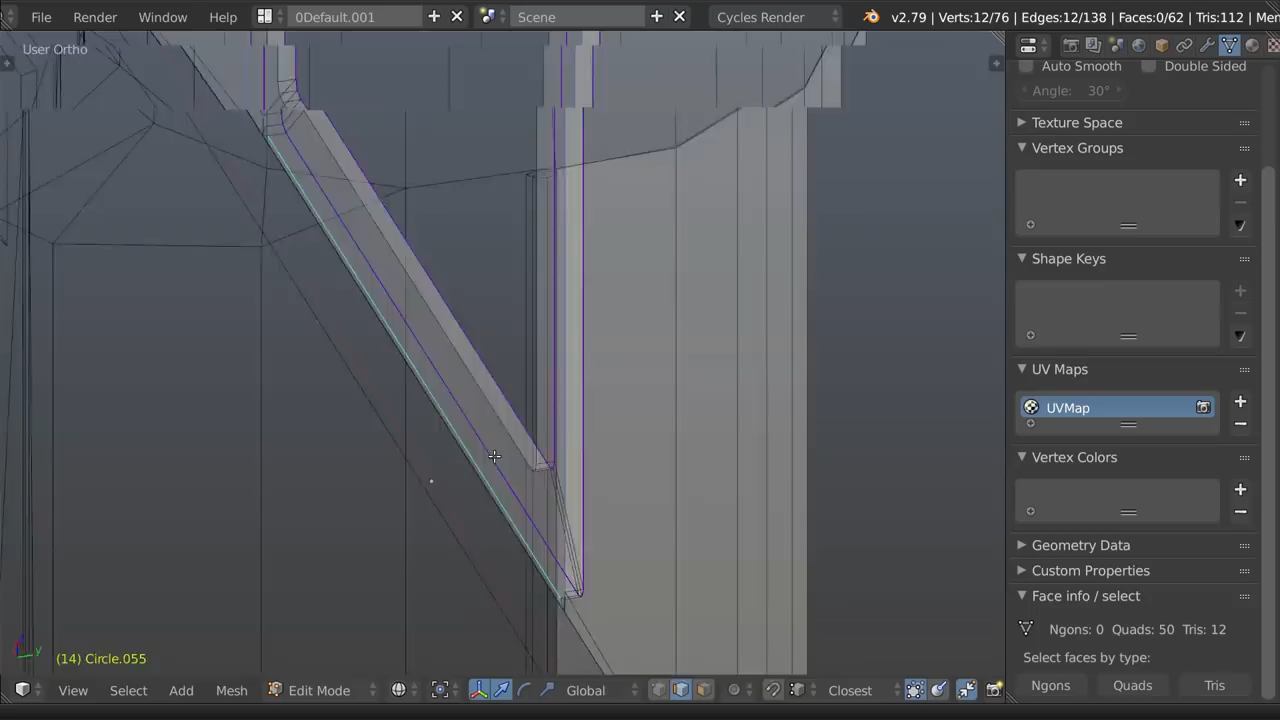 File Render Window Help 0Default.001 Scene Cycles Render v2.79 | Verts:12/76 | Edges:12/138 | Faces:0/62 | Tris:112 | Mem
User Ortho
Auto Smooth Double Sided
Angle: 30°
Texture Space
Vertex Groups
Shape Keys
UV Maps
UVMap
Vertex Colors
Geometry Data
Custom Properties
Face info / select
Ngons: 0 Quads: 50 Tris: 12
Select faces by type:
Ngons Quads Tris
(14) Circle.055
View Select Add Mesh Edit Mode Global Closest